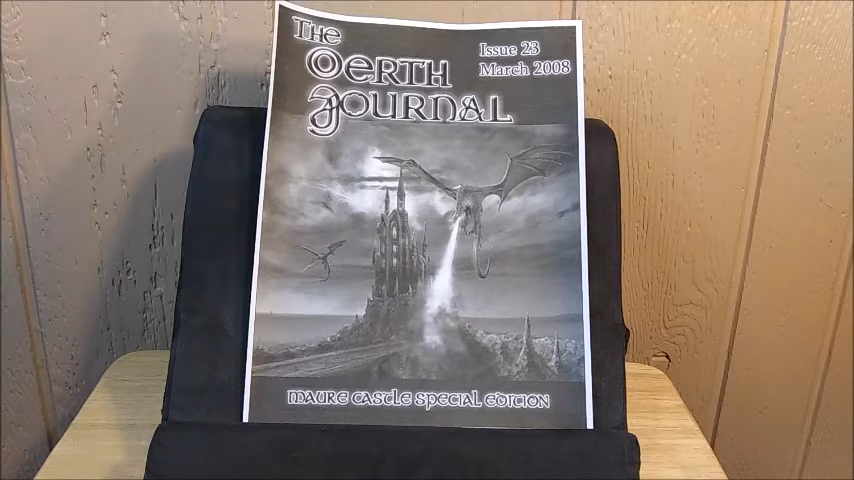 The
Oerth
Journal
Issue 23
March 2008
Maure Castle Special Edition